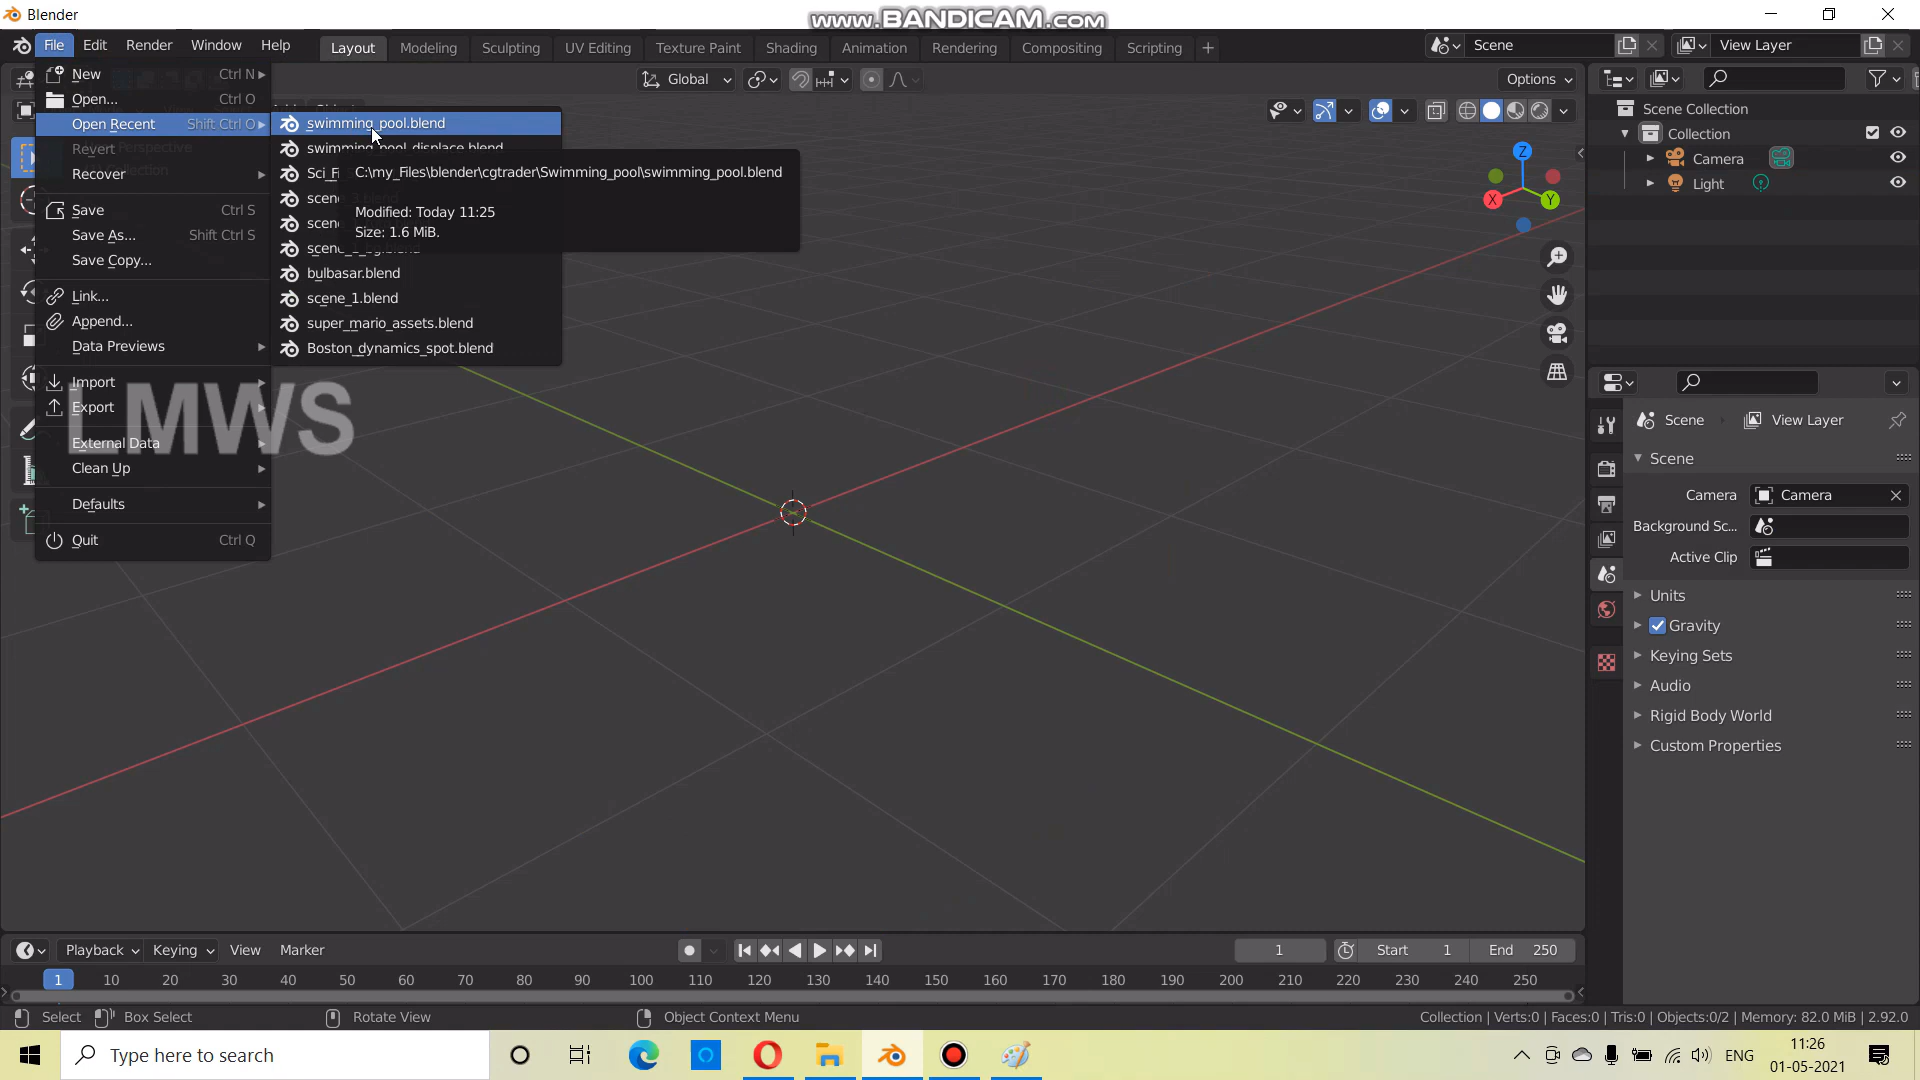 Blender
www.BANDICAM.com
File Edit Render Window Help
Layout Modeling Sculpting UV Editing Texture Paint Shading Animation Rendering Compositing Scripting
Scene
View Layer
New Ctrl N
Open... Ctrl O
Open Recent Shift Ctrl O
Revert
Recover
Save Ctrl S
Save As... Shift Ctrl S
Save Copy...
Link...
Append...
Data Previews
Import
Export
External Data
Clean Up
Defaults
Quit Ctrl Q
LMWS
swimming_pool.blend
swimming_pool_displace.blend
Sci_Fi
scene
scene
bulbasar.blend
scene_1.blend
super_mario_assets.blend
Boston_dynamics_spot.blend
C:\my_Files\blender\cgtrader\Swimming_pool\swimming_pool.blend
Modified: Today 11:25
Size: 1.6 MiB.
Global
Options
Z
X
Y
Scene Collection
Collection
Camera
Light
Scene View Layer
Scene
Camera Camera
Background Sc...
Active Clip
Units
Gravity
Keying Sets
Audio
Rigid Body World
Custom Properties
Playback Keying View Marker
1 Start 1 End 250
1 10 20 30 40 50 60 70 80 90 100 110 120 130 140 150 160 170 180 190 200 210 220 230 240 250
Select Box Select Rotate View Object Context Menu
Collection | Verts:0 | Faces:0 | Tris:0 | Objects:0/2 | Memory: 82.0 MiB | 2.92.0
Type here to search
ENG
11:26
01-05-2021